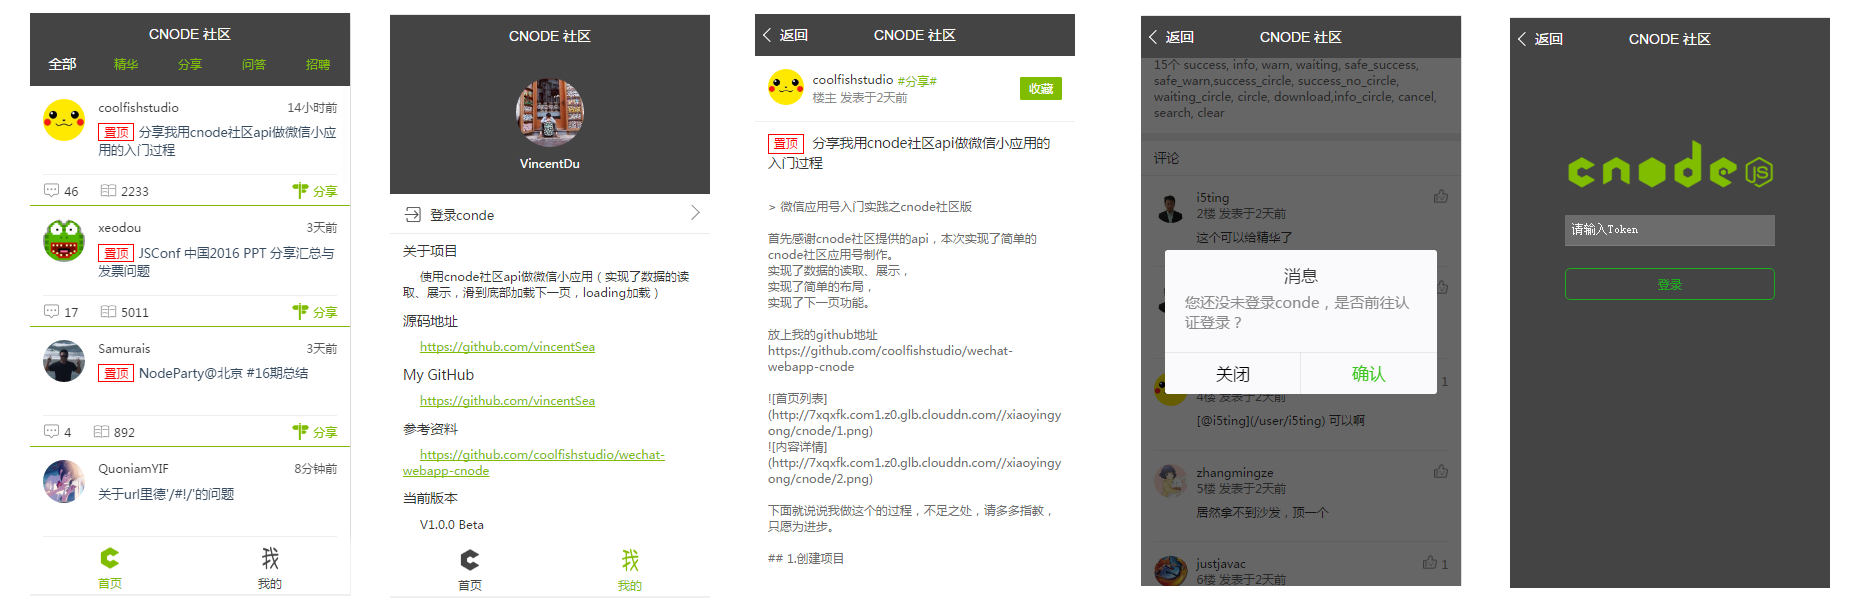 CNODE 社区
全部 精华 分享 问答 招聘
coolfishstudio 14小时前
置顶 分享我用cnode社区api做微信小应
用的入门过程
46 2233 分享
xeodou 3天前
置顶 JSConf 中国2016 PPT 分享汇总与
发票问题
17 5011 分享
Samurais 3天前
置顶 NodeParty@北京 #16期总结
4 892 分享
QuoniamYIF 8分钟前
关于url里德'/#!/'的问题
首页 我的
CNODE 社区
VincentDu
登录conde
关于项目
使用cnode社区api做微信小应用（实现了数据的读
取、展示，滑到底部加载下一页，loading加载）
源码地址
https://github.com/vincentSea
My GitHub
https://github.com/vincentSea
参考资料
https://github.com/coolfishstudio/wechat-
webapp-cnode
当前版本
V1.0.0 Beta
首页 我的
返回 CNODE 社区
coolfishstudio #分享#
楼主 发表于2天前
收藏
置顶 分享我用cnode社区api做微信小应用的
入门过程
> 微信应用号入门实践之cnode社区版
首先感谢cnode社区提供的api，本次实现了简单的
cnode社区应用号制作。
实现了数据的读取、展示，
实现了简单的布局，
实现了下一页功能。
放上我的github地址
https://github.com/coolfishstudio/wechat-
webapp-cnode
![首页列表]
(http://7xqxfk.com1.z0.glb.clouddn.com//xiaoyingy
ong/cnode/1.png)
![内容详情]
(http://7xqxfk.com1.z0.glb.clouddn.com//xiaoyingy
ong/cnode/2.png)
下面就说说我做这个的过程，不足之处，请多多指教，
只愿为进步。
## 1.创建项目
返回 CNODE 社区
15个 success, info, warn, waiting, safe_success,
safe_warn,success_circle, success_no_circle,
waiting_circle, circle, download,info_circle, cancel,
search, clear
评论
i5ting
2楼 发表于2天前
这个可以给精华了
消息
您还没未登录conde，是否前往认
证登录？
关闭 确认
1
4楼 发表于2天前
[@i5ting](/user/i5ting) 可以啊
zhangmingze
5楼 发表于2天前
居然拿不到沙发，顶一个
justjavac 1
6楼 发表于2天前
返回 CNODE 社区
cnode JS
请输入Token
登录